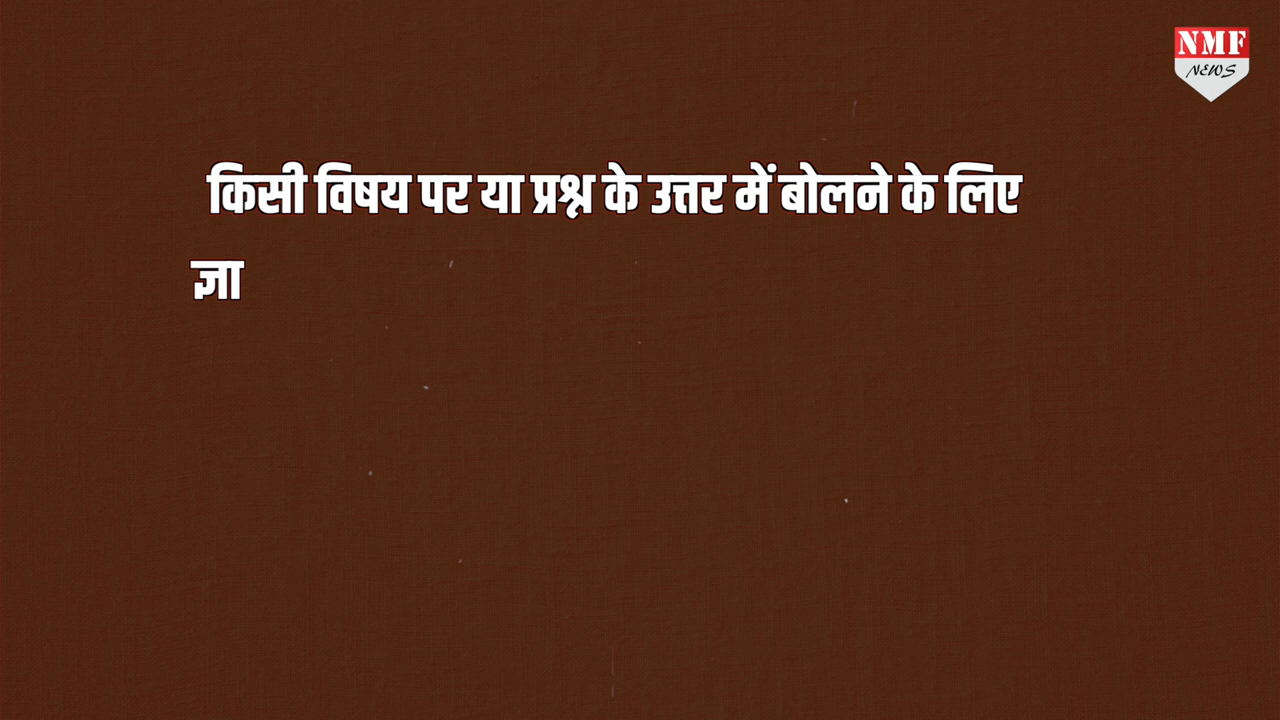 NMF
NEWS
किसी विषय पर या प्रश्न के उत्तर में बोलने के लिए
ज्ञा